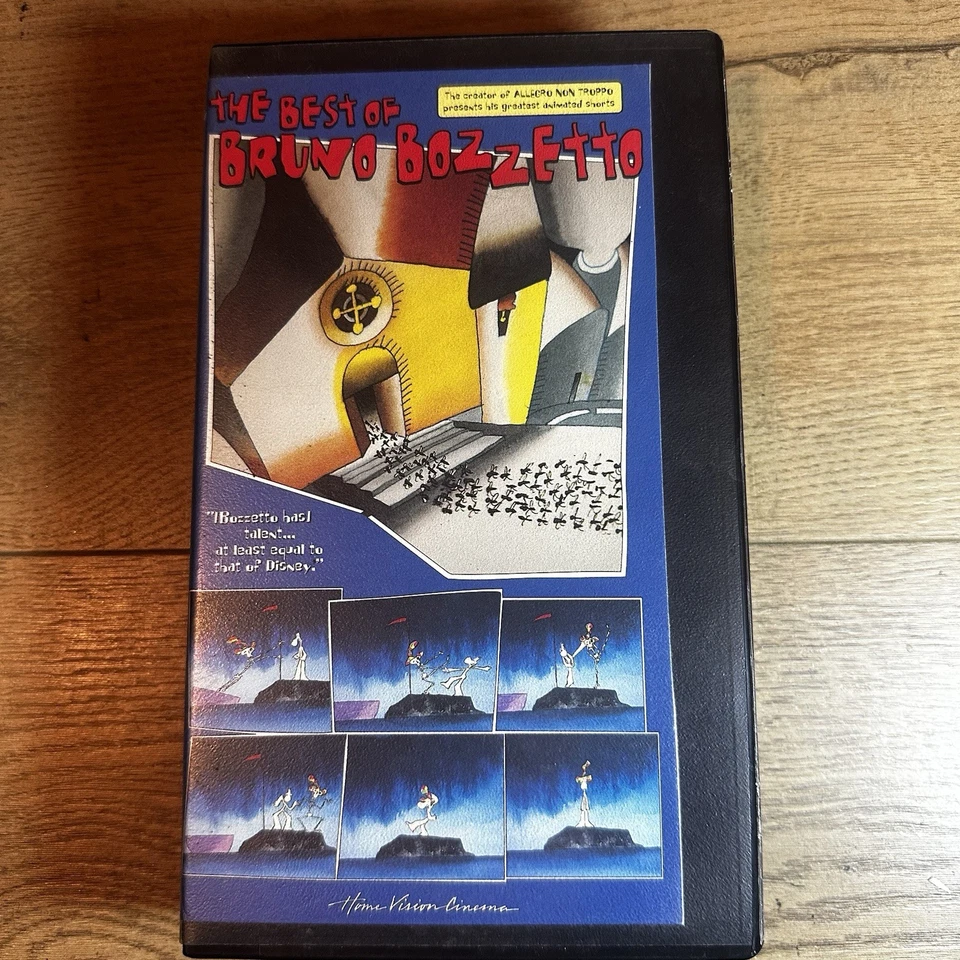 THE BEST OF
BRUNO BOZZETTO
The creator of ALLEGRO NON TROPPO
presents his greatest animated shorts
"[Bozzetto has]
talent...
at least equal to
that of Disney."
Home Vision Cinema